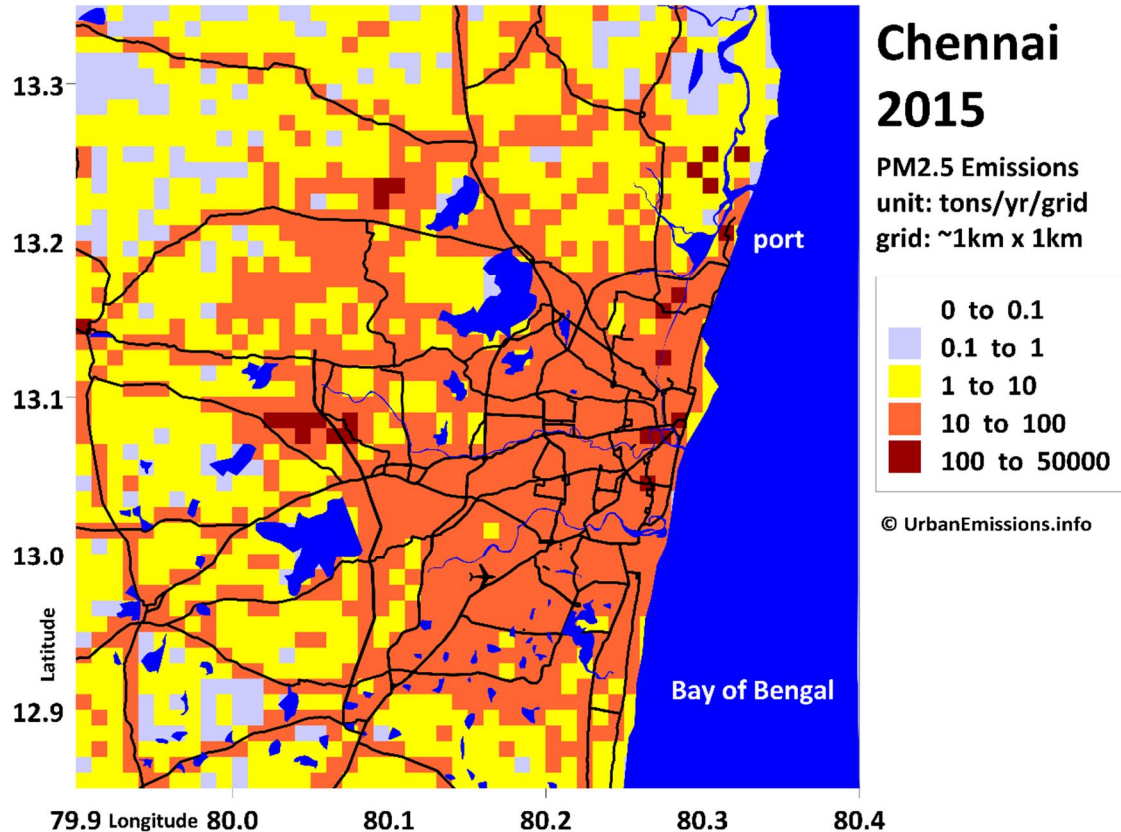 Chennai
2015
PM2.5 Emissions
unit: tons/yr/grid
grid: ~1km x 1km
0 to 0.1
0.1 to 1
1 to 10
10 to 100
100 to 50000
© UrbanEmissions.info
port
Bay of Bengal
13.3
13.2
13.1
13.0
12.9
Latitude
79.9 Longitude 80.0 80.1 80.2 80.3 80.4